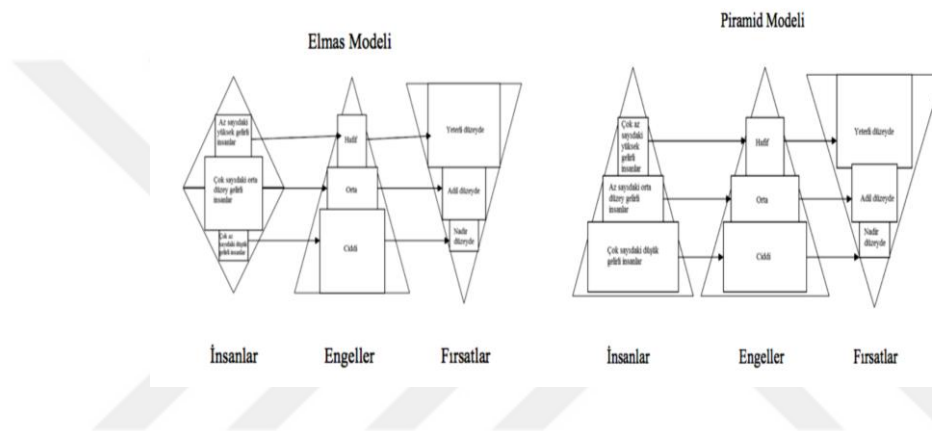 Elmas Modeli
Az sayıdaki
yüksek gelirli
insanlar
Çok sayıdaki orta
düzey gelirli
insanlar
Çok az
sayıdaki düşük
gelirli insanlar
Hafif
Orta
Ciddi
Yeterli düzeyde
Adil düzeyde
Nadir
düzeyde
İnsanlar
Engeller
Fırsatlar
Piramid Modeli
Çok az
sayıdaki
yüksek
gelirli
insanlar
Az sayıdaki orta
düzey gelirli
insanlar
Çok sayıdaki düşük
gelirli insanlar
Hafif
Orta
Ciddi
Yeterli düzeyde
Adil düzeyde
Nadir
düzeyde
İnsanlar
Engeller
Fırsatlar